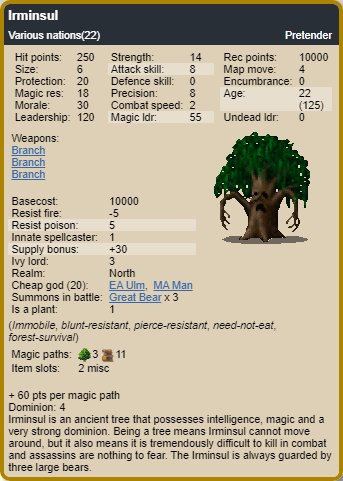 Irminsul
Various nations(22) Pretender
Hit points: 250 Strength: 14 Rec points: 10000
Size: 6 Attack skill: 8 Map move: 4
Protection: 20 Defence skill: 0 Encumbrance: 0
Magic res: 18 Precision: 8 Age: 22
Morale: 30 Combat speed: 2 (125)
Leadership: 120 Magic ldr: 55 Undead ldr: 0
Weapons:
Branch
Branch
Branch
Basecost: 10000
Resist fire: -5
Resist poison: 5
Innate spellcaster: 1
Supply bonus: +30
Ivy lord: 3
Realm: North
Cheap god (20): EA Ulm, MA Man
Summons in battle: Great Bear x 3
Is a plant: 1
(Immobile, blunt-resistant, pierce-resistant, need-not-eat,
forest-survival)
Magic paths: 3 11
Item slots: 2 misc
+ 60 pts per magic path
Dominion: 4
Irminsul is an ancient tree that possesses intelligence, magic and a
very strong dominion. Being a tree means Irminsul cannot move
around, but it also means it is tremendously difficult to kill in combat
and assassins are nothing to fear. The Irminsul is always guarded by
three large bears.